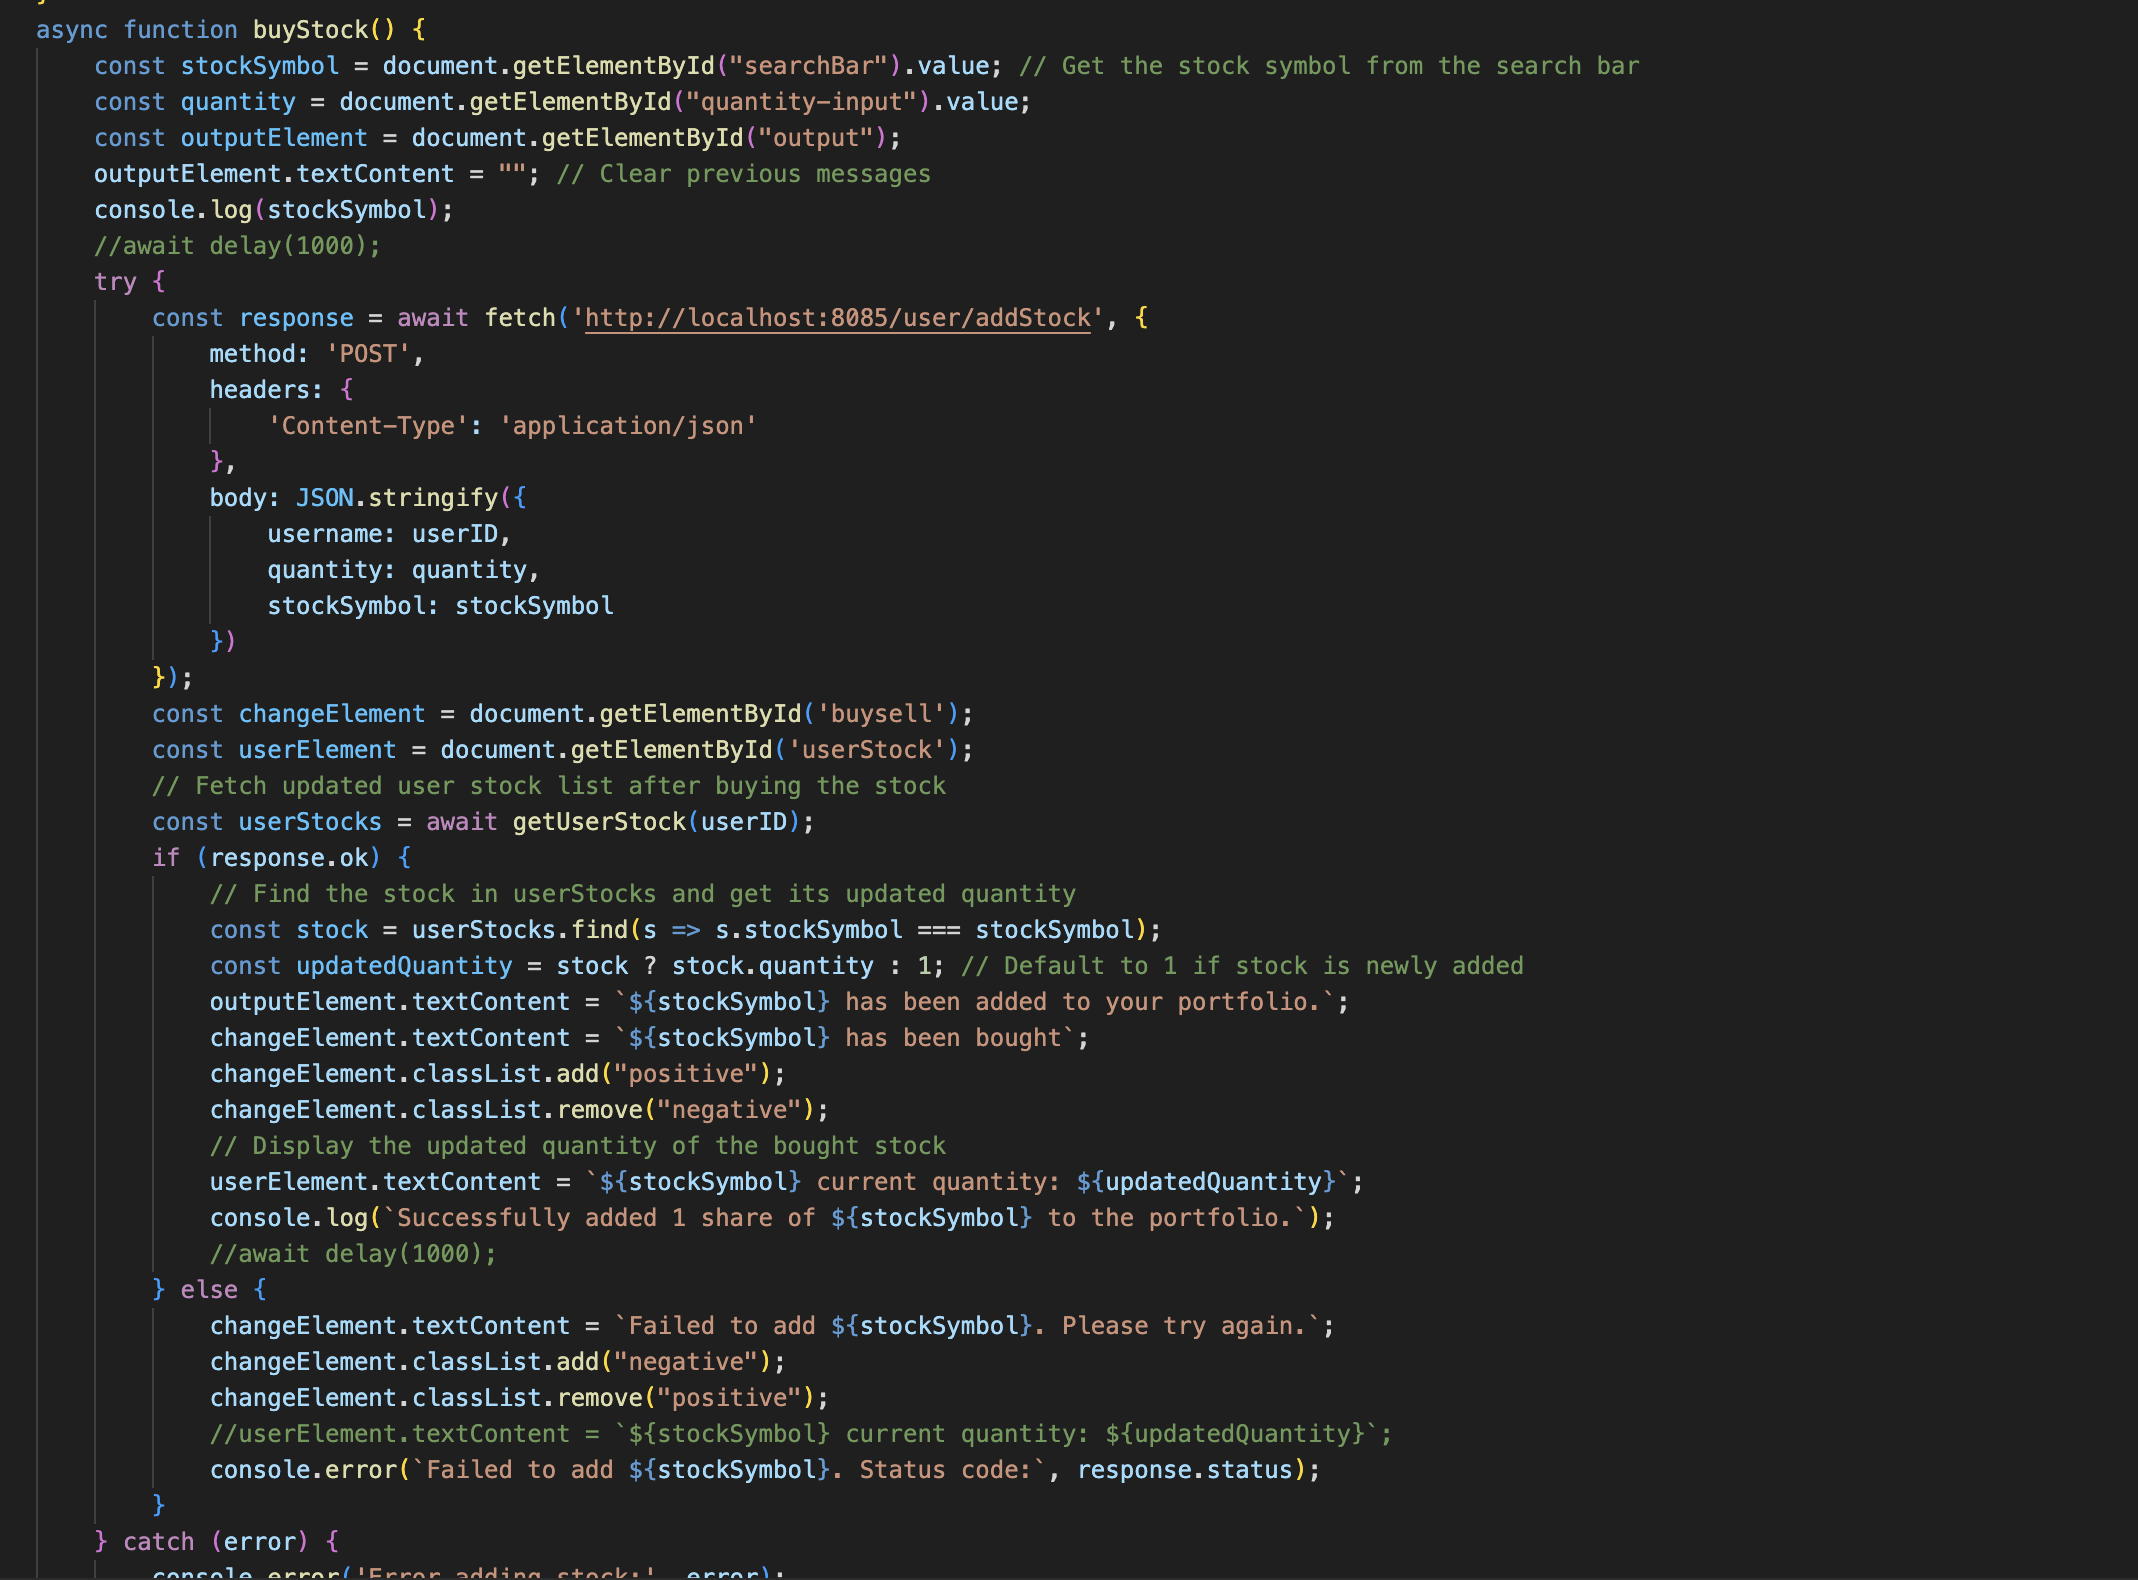 }
async function buyStock() {
    const stockSymbol = document.getElementById("searchBar").value; // Get the stock symbol from the search bar
    const quantity = document.getElementById("quantity-input").value;
    const outputElement = document.getElementById("output");
    outputElement.textContent = ""; // Clear previous messages
    console.log(stockSymbol);
    //await delay(1000);
    try {
        const response = await fetch('http://localhost:8085/user/addStock', {
            method: 'POST',
            headers: {
                'Content-Type': 'application/json'
            },
            body: JSON.stringify({
                username: userID,
                quantity: quantity,
                stockSymbol: stockSymbol
            })
        });
        const changeElement = document.getElementById('buysell');
        const userElement = document.getElementById('userStock');
        // Fetch updated user stock list after buying the stock
        const userStocks = await getUserStock(userID);
        if (response.ok) {
            // Find the stock in userStocks and get its updated quantity
            const stock = userStocks.find(s => s.stockSymbol === stockSymbol);
            const updatedQuantity = stock ? stock.quantity : 1; // Default to 1 if stock is newly added
            outputElement.textContent = `${stockSymbol} has been added to your portfolio.`;
            changeElement.textContent = `${stockSymbol} has been bought`;
            changeElement.classList.add("positive");
            changeElement.classList.remove("negative");
            // Display the updated quantity of the bought stock
            userElement.textContent = `${stockSymbol} current quantity: ${updatedQuantity}`;
            console.log(`Successfully added 1 share of ${stockSymbol} to the portfolio.`);
            //await delay(1000);
        } else {
            changeElement.textContent = `Failed to add ${stockSymbol}. Please try again.`;
            changeElement.classList.add("negative");
            changeElement.classList.remove("positive");
            //userElement.textContent = `${stockSymbol} current quantity: ${updatedQuantity}`;
            console.error(`Failed to add ${stockSymbol}. Status code:`, response.status);
        }
    } catch (error) {
        console.error('Error adding stock:', error);